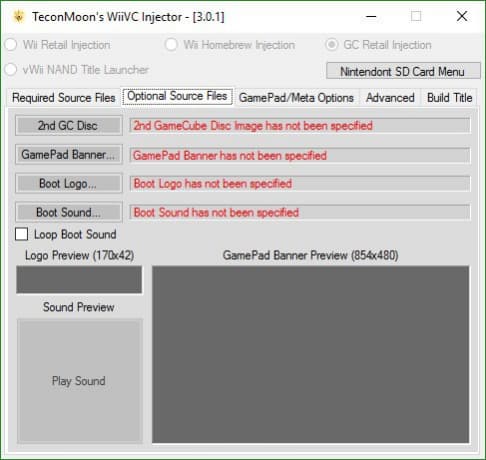 TeconMoon's WiiVC Injector - [3.0.1]
Wii Retail Injection Wii Homebrew Injection GC Retail Injection
vWii NAND Title Launcher Nintendont SD Card Menu
Required Source Files Optional Source Files GamePad/Meta Options Advanced Build Title
2nd GC Disc 2nd GameCube Disc Image has not been specified
GamePad Banner... GamePad Banner has not been specified
Boot Logo... Boot Logo has not been specified
Boot Sound... Boot Sound has not been specified
Loop Boot Sound
Logo Preview (170x42) GamePad Banner Preview (854x480)
Sound Preview
Play Sound